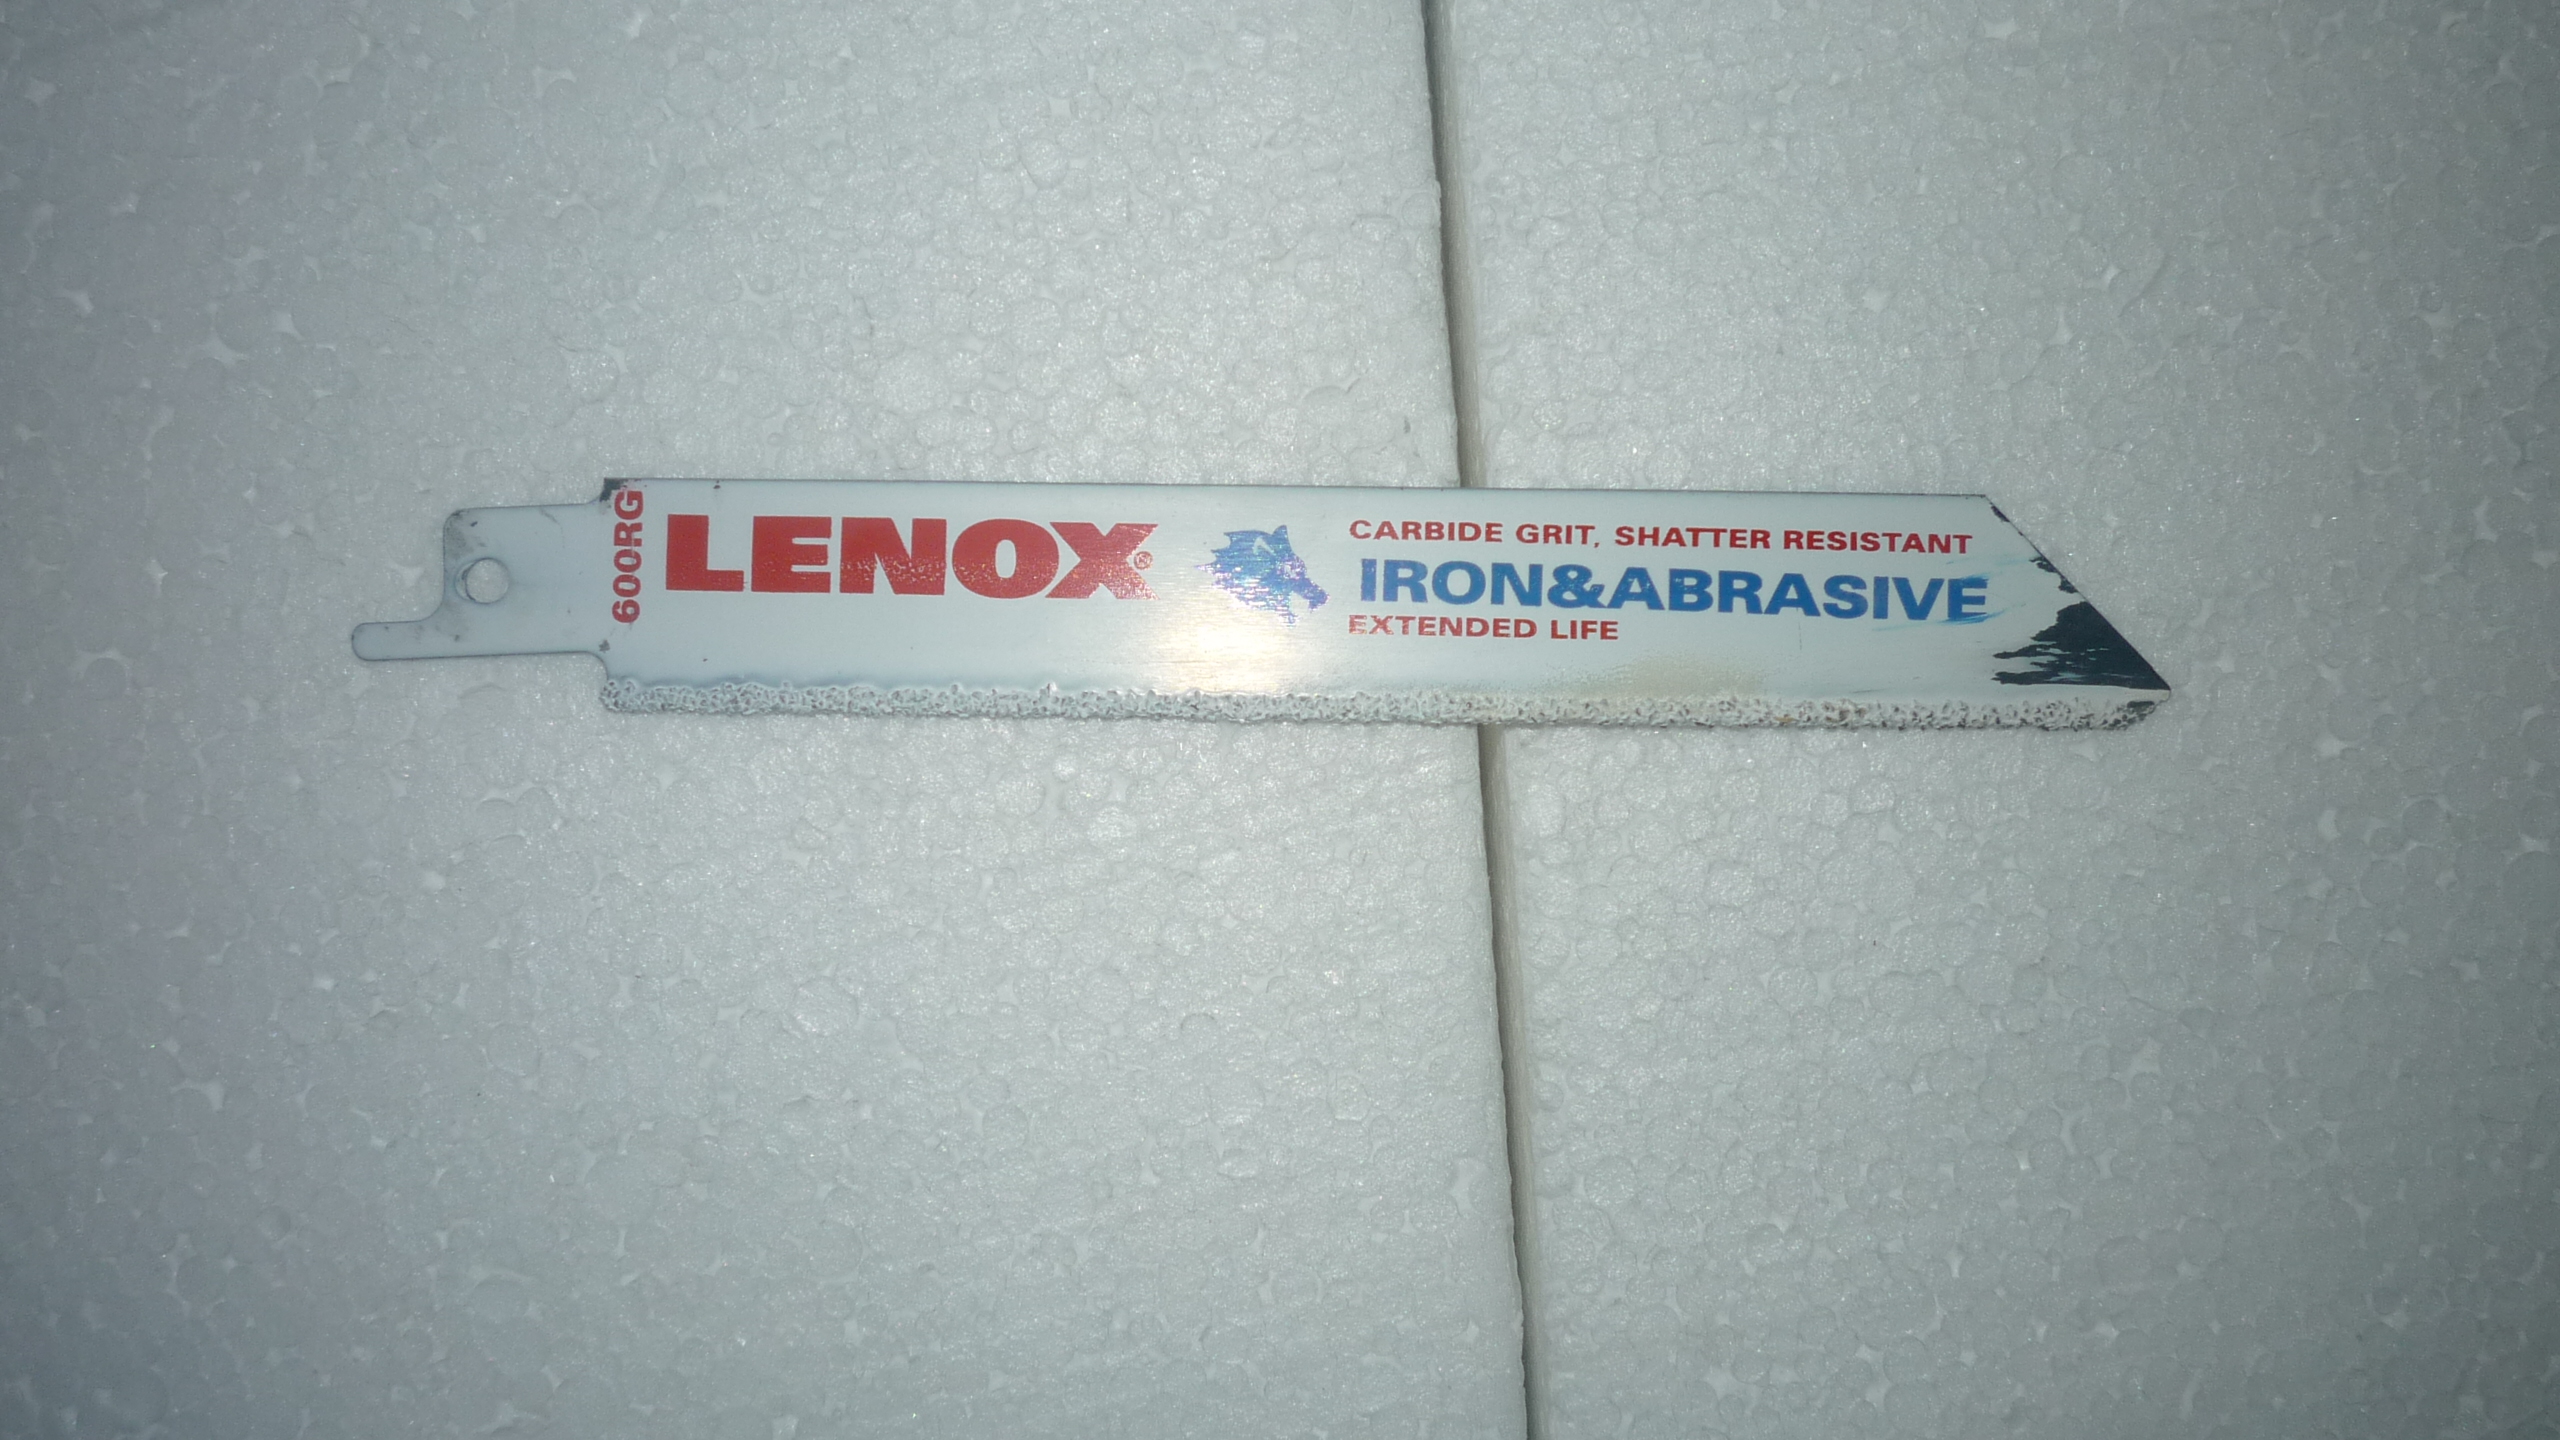 600RG
LENOX®
CARBIDE GRIT, SHATTER RESISTANT
IRON&ABRASIVE
EXTENDED LIFE